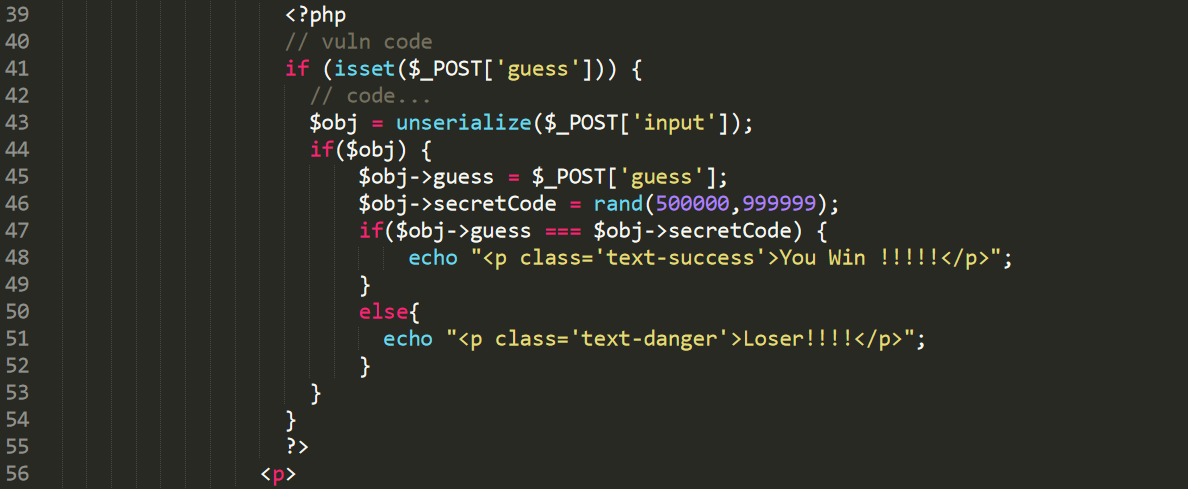 39 <?php
40 // vuln code
41 if (isset($_POST['guess'])) {
42 // code...
43 $obj = unserialize($_POST['input']);
44 if($obj) {
45 $obj->guess = $_POST['guess'];
46 $obj->secretCode = rand(500000,999999);
47 if($obj->guess === $obj->secretCode) {
48 echo "<p class='text-success'>You Win !!!!!</p>";
49 }
50 else{
51 echo "<p class='text-danger'>Loser!!!!</p>";
52 }
53 }
54 }
55 ?>
56 <p>